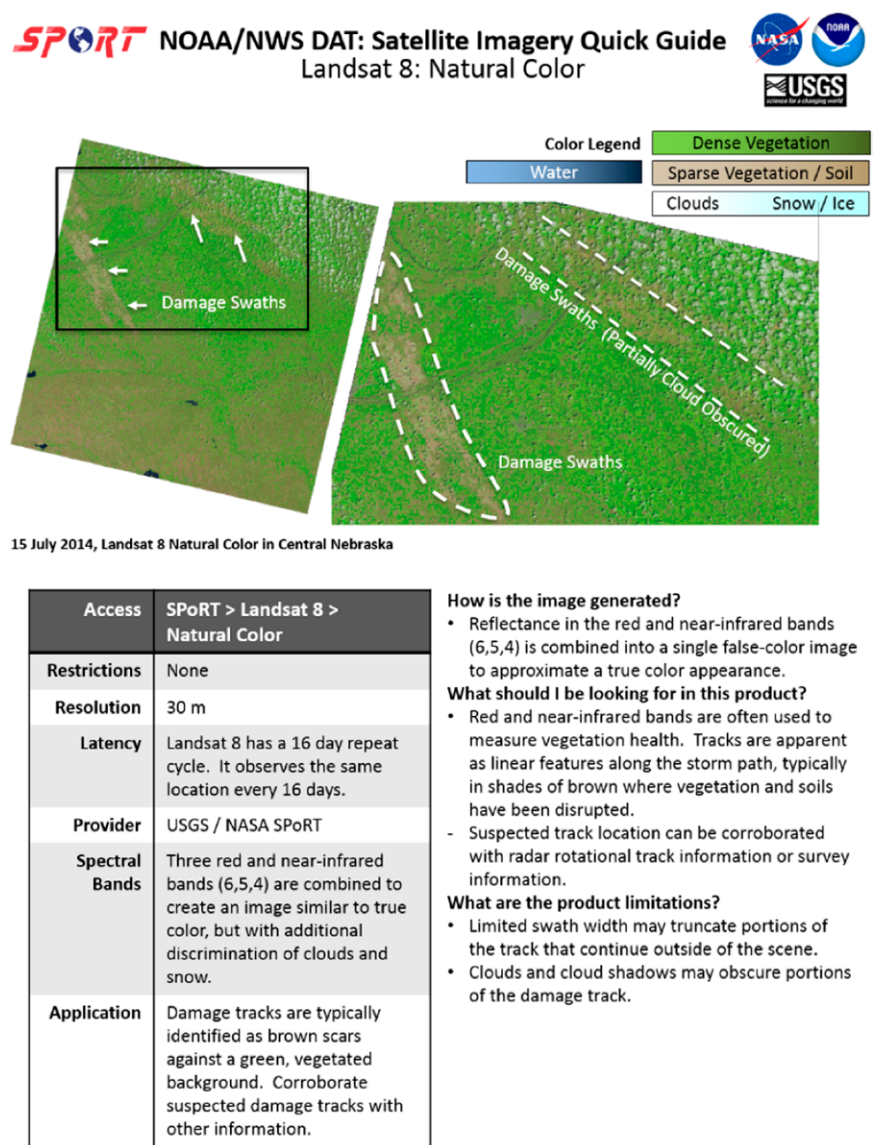 SPORT
NOAA/NWS DAT: Satellite Imagery Quick Guide
Landsat 8: Natural Color
NASA
NOAA
USGS
science for a changing world
Color Legend
Dense Vegetation
Water
Sparse Vegetation / Soil
Clouds
Snow / Ice
Damage Swaths
Damage Swaths (Partially Cloud Obscured)
Damage Swaths
15 July 2014, Landsat 8 Natural Color in Central Nebraska
Access
SPoRT > Landsat 8 >
Natural Color
Restrictions
None
Resolution
30 m
Latency
Landsat 8 has a 16 day repeat
cycle. It observes the same
location every 16 days.
Provider
USGS / NASA SPoRT
Spectral
Bands
Three red and near-infrared
bands (6,5,4) are combined to
create an image similar to true
color, but with additional
discrimination of clouds and
snow.
Application
Damage tracks are typically
identified as brown scars
against a green, vegetated
background. Corroborate
suspected damage tracks with
other information.
How is the image generated?
• Reflectance in the red and near-infrared bands
(6,5,4) is combined into a single false-color image
to approximate a true color appearance.
What should I be looking for in this product?
• Red and near-infrared bands are often used to
measure vegetation health. Tracks are apparent
as linear features along the storm path, typically
in shades of brown where vegetation and soils
have been disrupted.
- Suspected track location can be corroborated
with radar rotational track information or survey
information.
What are the product limitations?
• Limited swath width may truncate portions of
the track that continue outside of the scene.
• Clouds and cloud shadows may obscure portions
of the damage track.